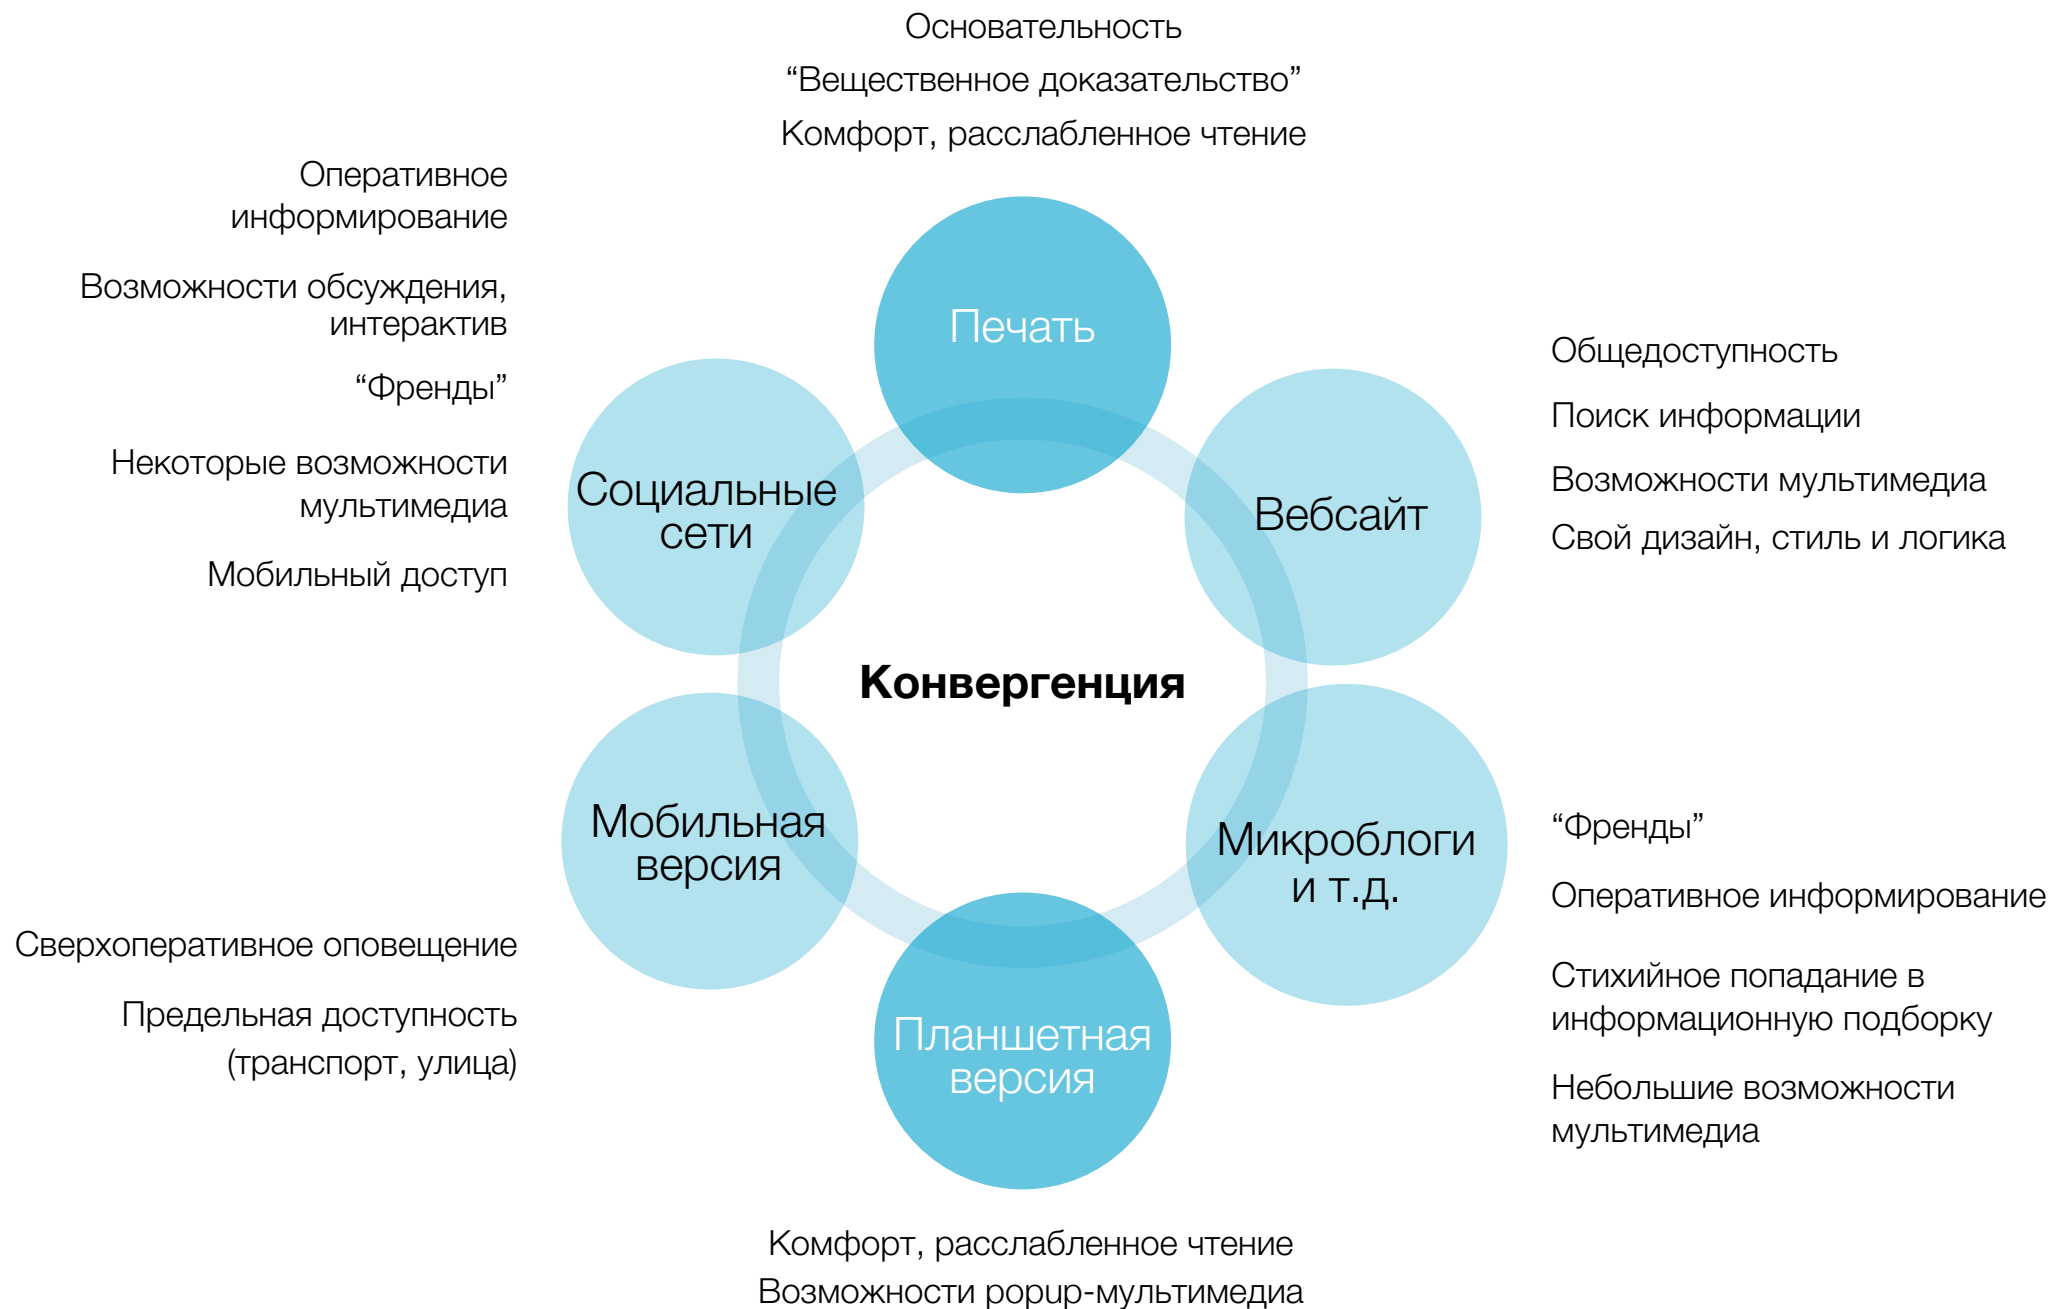 Основательность
“Вещественное доказательство”
Комфорт, расслабленное чтение
Оперативное
информирование
Возможности обсуждения,
интерактив
“Френды”
Некоторые возможности
мультимедиа
Мобильный доступ
Печать
Социальные
сети
Вебсайт
Общедоступность
Поиск информации
Возможности мультимедиа
Свой дизайн, стиль и логика
Конвергенция
Мобильная
версия
Сверхоперативное оповещение
Предельная доступность
(транспорт, улица)
Микроблоги
и т.д.
“Френды”
Оперативное информирование
Стихийное попадание в
информационную подборку
Небольшие возможности
мультимедиа
Планшетная
версия
Комфорт, расслабленное чтение
Возможности popup-мультимедиа